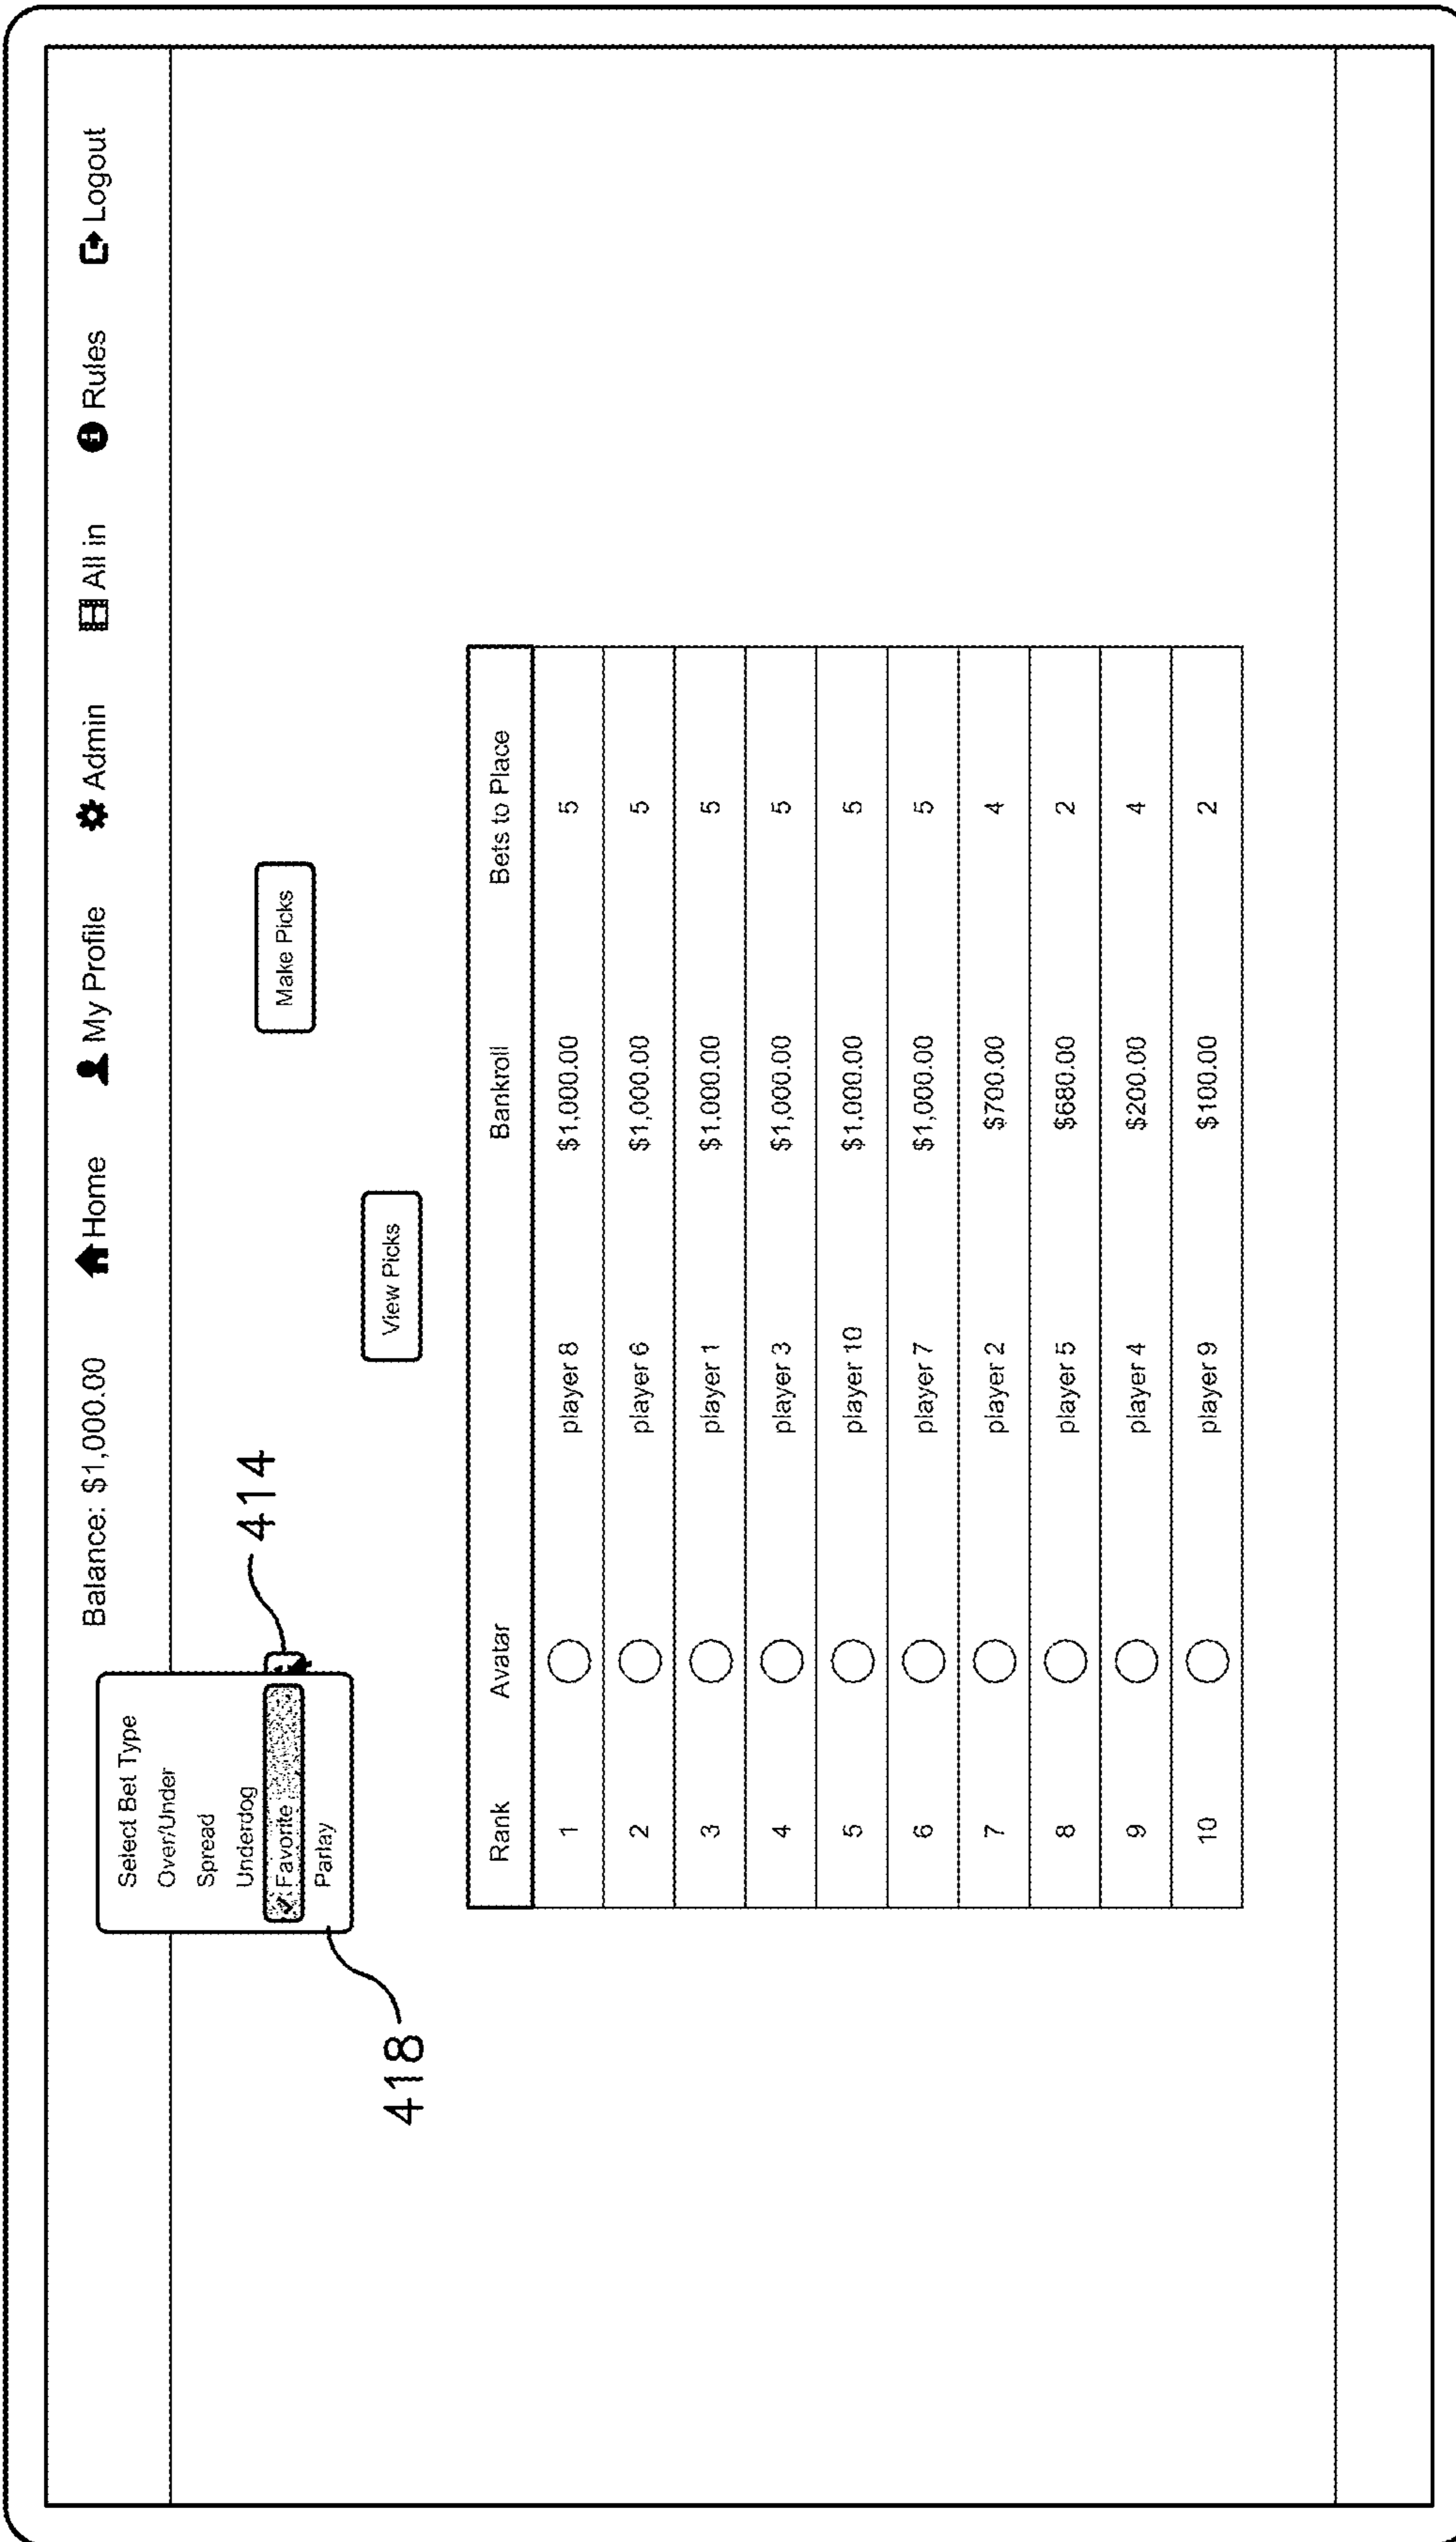 Balance: $1,000.00 Home My Profile Admin All in Rules Logout
Select Bet Type
Over/Under
Spread
Underdog
Favorite
Parlay
414
418
Make Picks
View Picks
Rank Avatar Bankroll Bets to Place
1 player 8 $1,000.00 5
2 player 6 $1,000.00 5
3 player 1 $1,000.00 5
4 player 3 $1,000.00 5
5 player 10 $1,000.00 5
6 player 7 $1,000.00 5
7 player 2 $700.00 4
8 player 5 $680.00 2
9 player 4 $200.00 4
10 player 9 $100.00 2